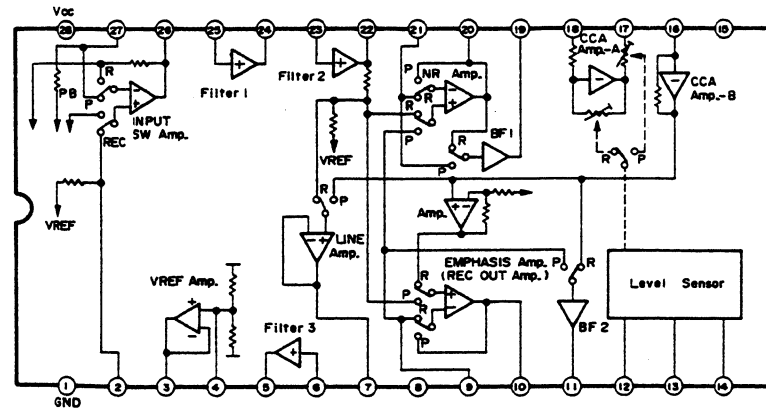 Vcc
28 27 26 25 24 23 22 21 20 19 18 17 16 15
CCA
Amp.-A
R
PB
P
INPUT
SW Amp.
REC
Filter 1
Filter 2
P
NR Amp.
R
R
P
R
P
BF 1
CCA
Amp.-B
R P
VREF
VREF
R P
LINE
Amp.
Amp.
EMPHASIS Amp.
(REC OUT Amp.)
R
P
R
P
P R
BF 2
Level Sensor
VREF Amp.
Filter 3
1 2 3 4 5 6 7 8 9 10 11 12 13 14
GND